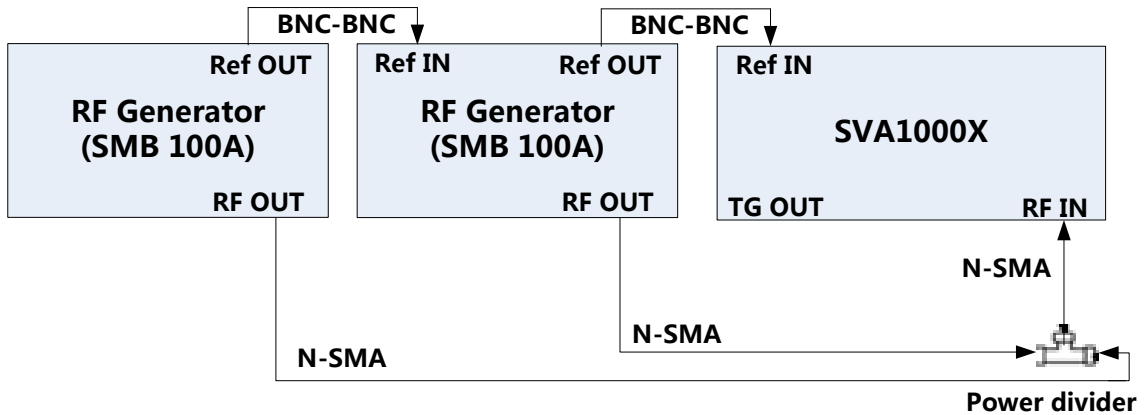 BNC-BNC
BNC-BNC
Ref OUT
Ref IN
Ref OUT
Ref IN
RF Generator
(SMB 100A)
RF Generator
(SMB 100A)
SVA1000X
RF OUT
RF OUT
TG OUT
RF IN
N-SMA
N-SMA
N-SMA
Power divider